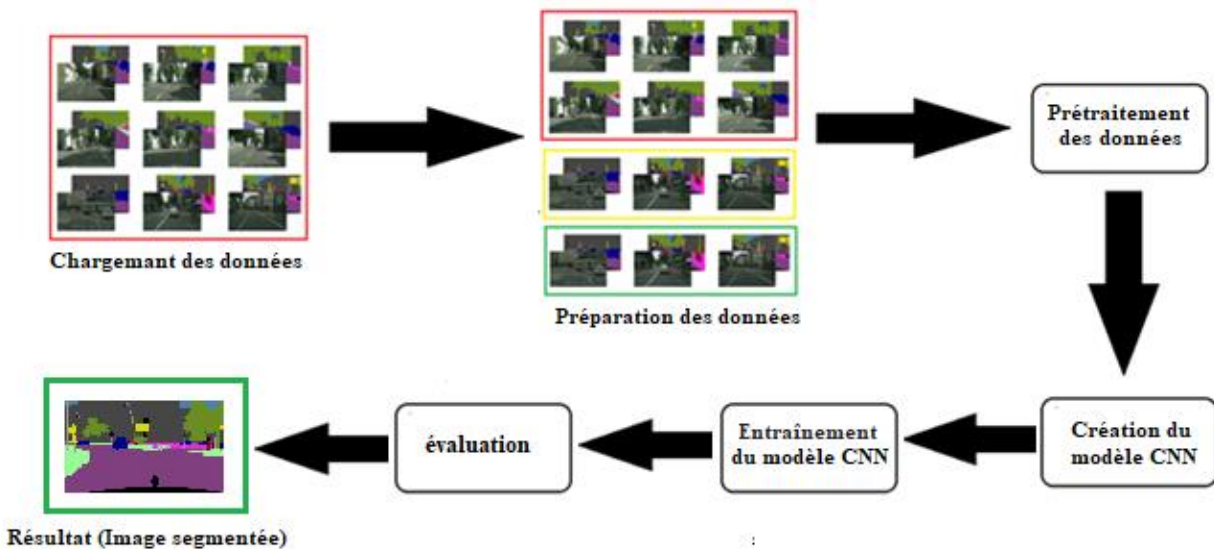 Chargemant des données
Préparation des données
Prétraitement
des données
Création du
modèle CNN
Entraînement
du modèle CNN
évaluation
Résultat (Image segmentée)